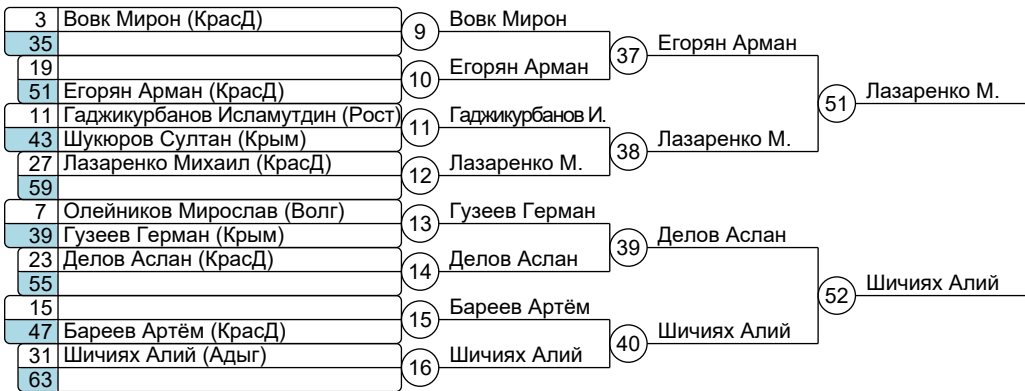 3 Вовк Мирон (КрасД)
35
9
Вовк Мирон
19
51 Егорян Арман (КрасД)
10
Егорян Арман
37
Егорян Арман
11 Гаджикурбанов Исламутдин (Рост)
43 Шукюров Султан (Крым)
11
Гаджикурбанов И.
27 Лазаренко Михаил (КрасД)
59
12
Лазаренко М.
38
Лазаренко М.
51
Лазаренко М.
7 Олейников Мирослав (Волг)
39 Гузеев Герман (Крым)
13
Гузеев Герман
23 Делов Аслан (КрасД)
55
14
Делов Аслан
39
Делов Аслан
15
47 Бареев Артём (КрасД)
15
Бареев Артём
31 Шичиях Алий (Адыг)
63
16
Шичиях Алий
40
Шичиях Алий
52
Шичиях Алий